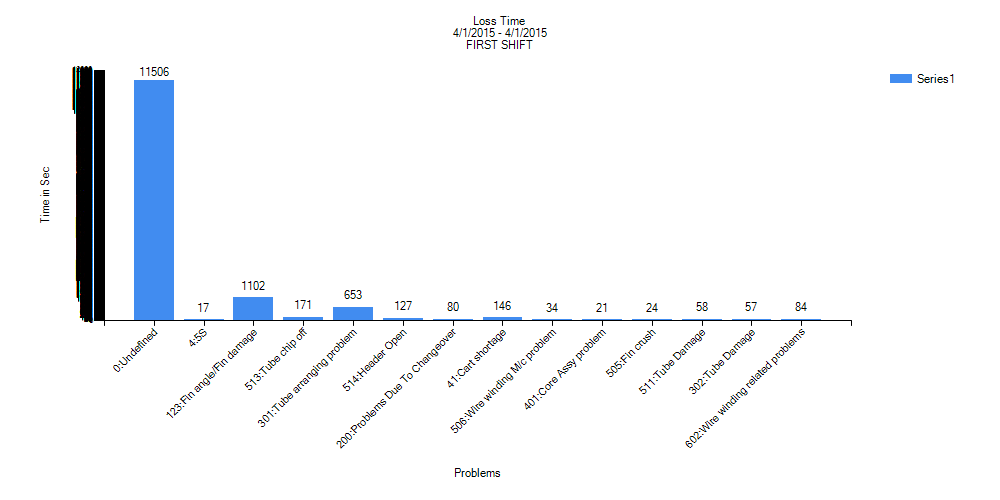 Loss Time
4/1/2015 - 4/1/2015
FIRST SHIFT
Series1
Time in Sec
11506
17
1102
171
653
127
80
146
34
21
24
58
57
84
0:Undefined
4:5S
123:Fin angle/Fin damage
513:Tube chip off
301:Tube arranging problem
514:Header Open
200:Problems Due To Changeover
41:Cart shortage
506:Wire winding M/c problem
401:Core Assy problem
505:Fin crush
511:Tube Damage
302:Tube Damage
602:Wire winding related problems
Problems